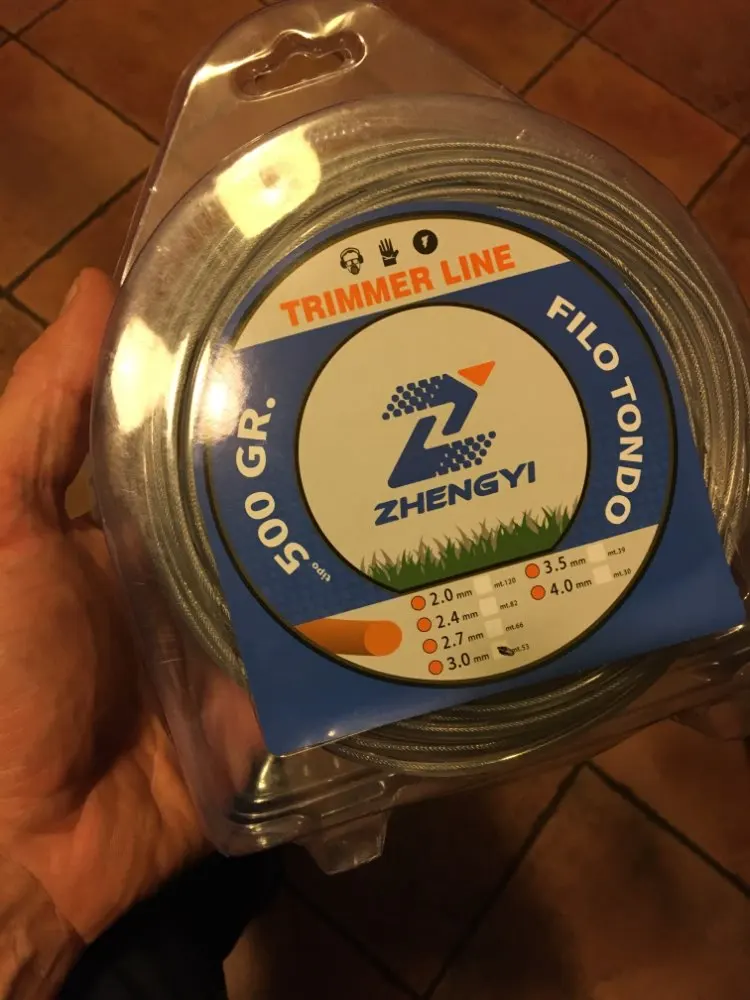 TRIMMER LINE
500 GR.
tipo
FILO TONDO
ZHENGYI
2.0 mm mt.120
2.4 mm mt.82
2.7 mm mt.66
3.0 mm mt.53
3.5 mm mt.39
4.0 mm mt.30